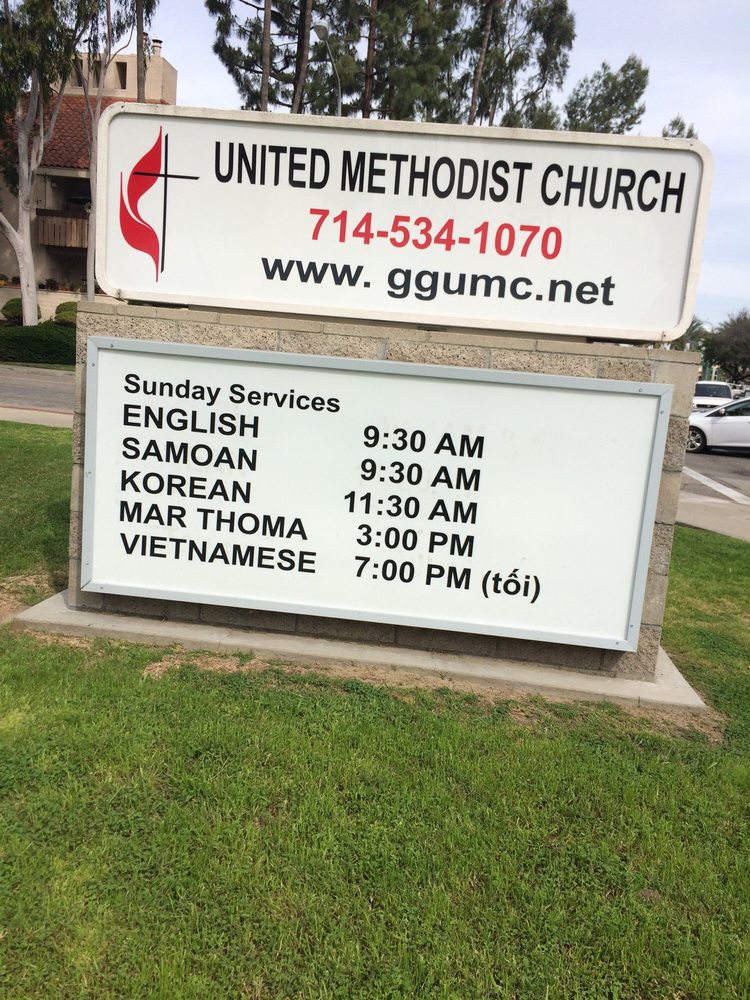 UNITED METHODIST CHURCH
714-534-1070
www. ggumc.net
Sunday Services
ENGLISH 9:30 AM
SAMOAN 9:30 AM
KOREAN 11:30 AM
MAR THOMA 3:00 PM
VIETNAMESE 7:00 PM (tối)